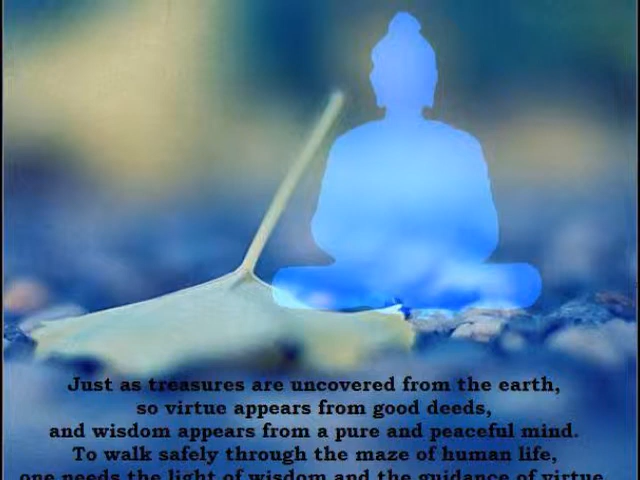 Just as treasures are uncovered from the earth,
so virtue appears from good deeds,
and wisdom appears from a pure and peaceful mind.
To walk safely through the maze of human life,
one needs the light of wisdom and the guidance of virtue.